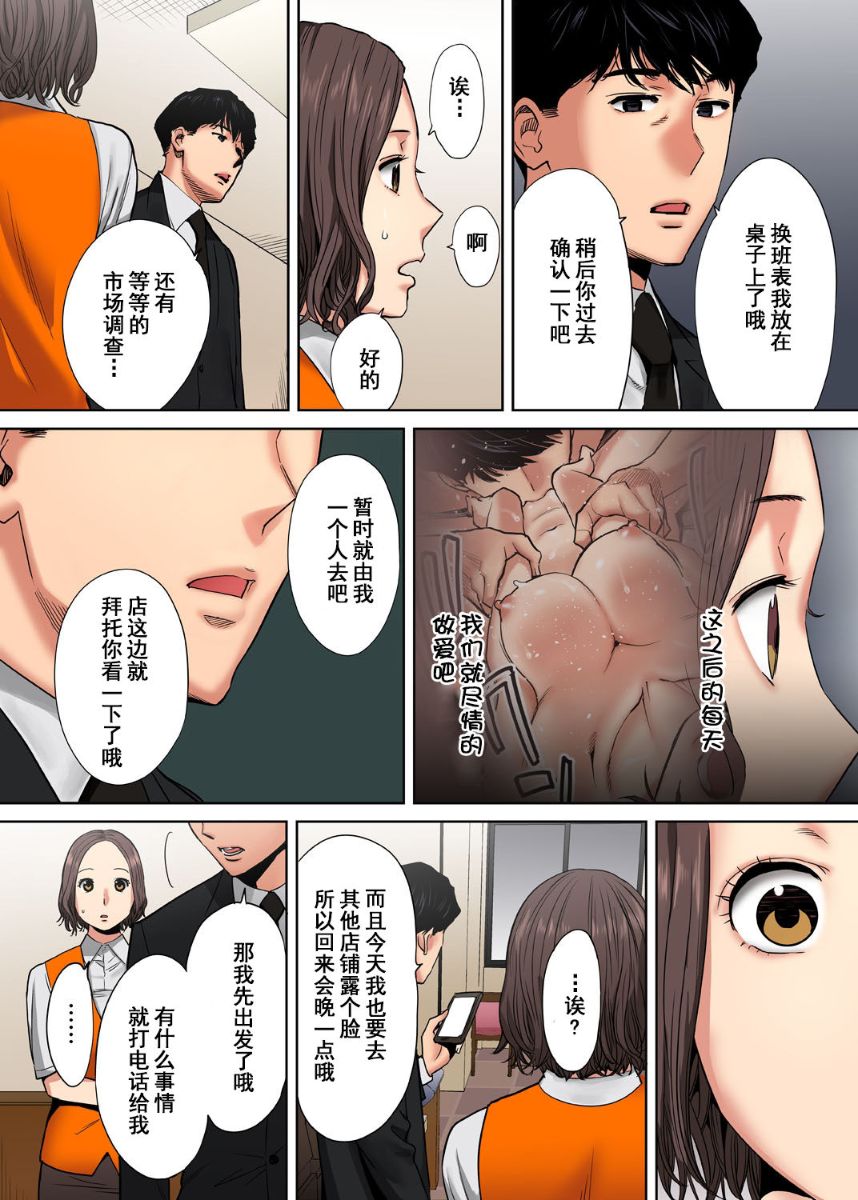 换班表我放在
桌子上了哦
稍后你过去
确认一下吧
诶…
啊
好的
还有
等等的
市场调查…
这之后的每天
我们就尽情的
做爱吧
暂时就由我
一个人去吧
店这边就
拜托你看一下了哦
…诶？
而且今天我也要去
其他店铺露个脸
所以回来会晚一点哦
那我先出发了哦
有什么事情
就打电话给我
……